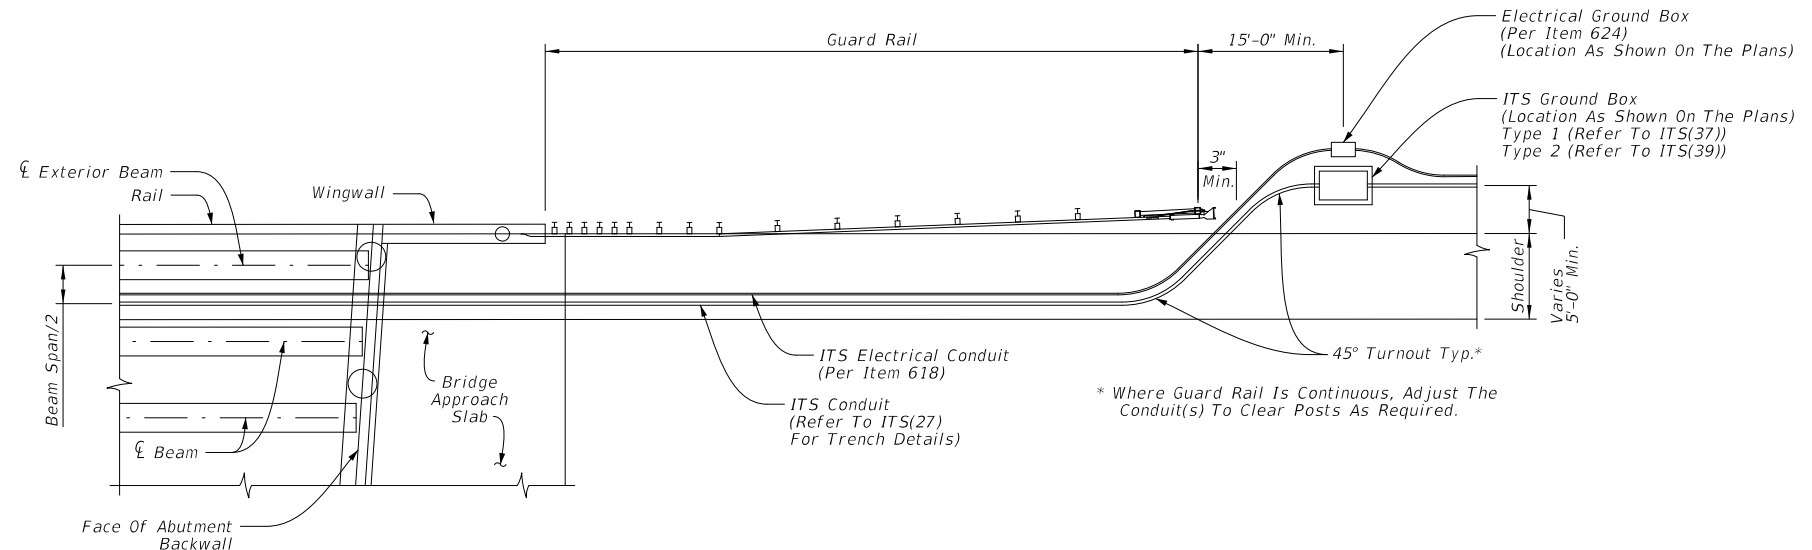 Electrical Ground Box
(Per Item 624)
(Location As Shown On The Plans)
Guard Rail
15'-0" Min.
ITS Ground Box
(Location As Shown On The Plans)
Type 1 (Refer To ITS(37))
Type 2 (Refer To ITS(39))
3"
Min.
℄ Exterior Beam
Rail
Wingwall
Shoulder
Varies
5'-0" Min.
Beam Span/2
ITS Electrical Conduit
(Per Item 618)
45° Turnout Typ.*
Bridge
Approach
Slab
ITS Conduit
(Refer To ITS(27)
For Trench Details)
* Where Guard Rail Is Continuous, Adjust The
Conduit(s) To Clear Posts As Required.
℄ Beam
Face Of Abutment
Backwall